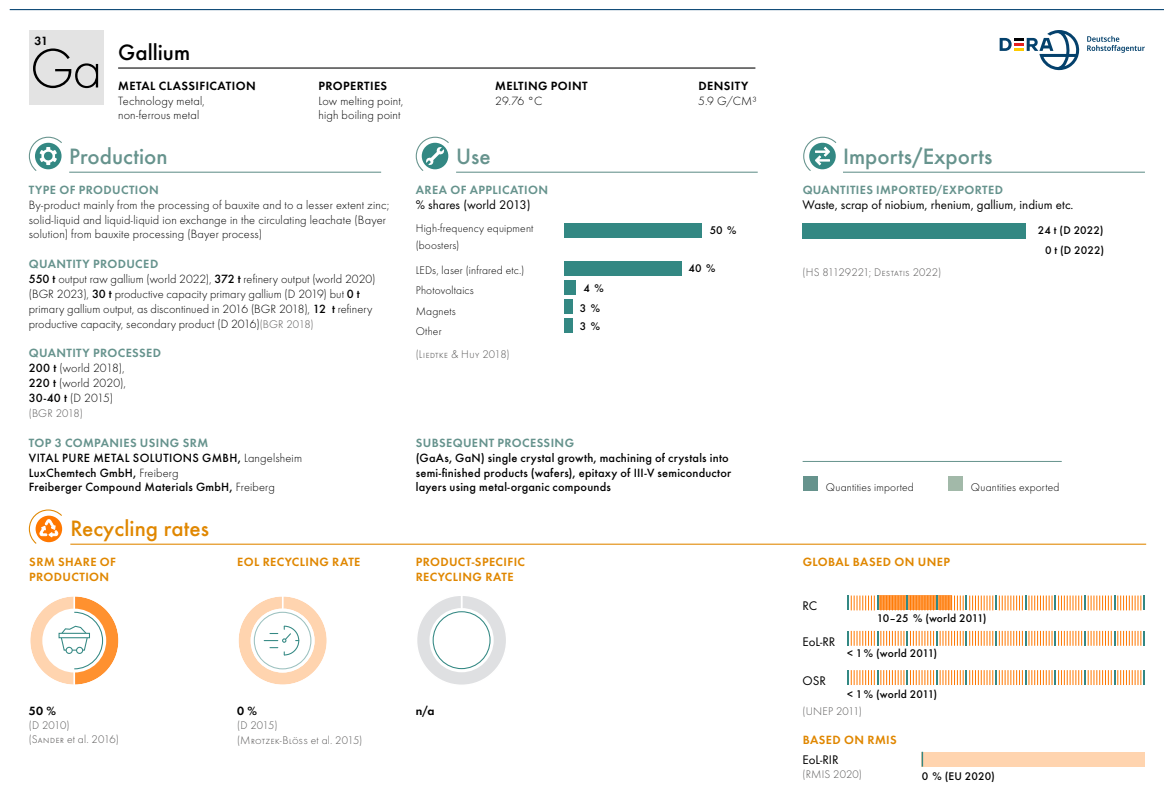 31
Ga
Gallium
DERA
Deutsche
Rohstoffagentur
METAL CLASSIFICATION
Technology metal,
non-ferrous metal
PROPERTIES
Low melting point,
high boiling point
MELTING POINT
29.76 °C
DENSITY
5.9 G/CM³
Production
TYPE OF PRODUCTION
By-product mainly from the processing of bauxite and to a lesser extent zinc;
solid-liquid and liquid-liquid ion exchange in the circulating leachate (Bayer
solution) from bauxite processing (Bayer process)
QUANTITY PRODUCED
550 t output raw gallium (world 2022), 372 t refinery output (world 2020)
(BGR 2023), 30 t productive capacity primary gallium (D 2019) but 0 t
primary gallium output, as discontinued in 2016 (BGR 2018), 12 t refinery
productive capacity, secondary product (D 2016)(BGR 2018)
QUANTITY PROCESSED
200 t (world 2018),
220 t (world 2020),
30-40 t (D 2015)
(BGR 2018)
TOP 3 COMPANIES USING SRM
VITAL PURE METAL SOLUTIONS GMBH, Langelsheim
LuxChemtech GmbH, Freiberg
Freiberger Compound Materials GmbH, Freiberg
Use
AREA OF APPLICATION
% shares (world 2013)
High-frequency equipment
(boosters)
50 %
LEDs, laser (infrared etc.)
40 %
Photovoltaics
4 %
Magnets
3 %
Other
3 %
(Liedtke & Huy 2018)
SUBSEQUENT PROCESSING
(GaAs, GaN) single crystal growth, machining of crystals into
semi-finished products (wafers), epitaxy of III-V semiconductor
layers using metal-organic compounds
Imports/Exports
QUANTITIES IMPORTED/EXPORTED
Waste, scrap of niobium, rhenium, gallium, indium etc.
24 t (D 2022)
0 t (D 2022)
(HS 81129221; Destatis 2022)
Quantities imported
Quantities exported
Recycling rates
SRM SHARE OF
PRODUCTION
50 %
(D 2010)
(Sander et al. 2016)
EOL RECYCLING RATE
0 %
(D 2015)
(Mrotzek-Blöss et al. 2015)
PRODUCT-SPECIFIC
RECYCLING RATE
n/a
GLOBAL BASED ON UNEP
RC
10–25 % (world 2011)
EoL-RR
< 1 % (world 2011)
OSR
< 1 % (world 2011)
(UNEP 2011)
BASED ON RMIS
EoL-RIR
(RMIS 2020)
0 % (EU 2020)